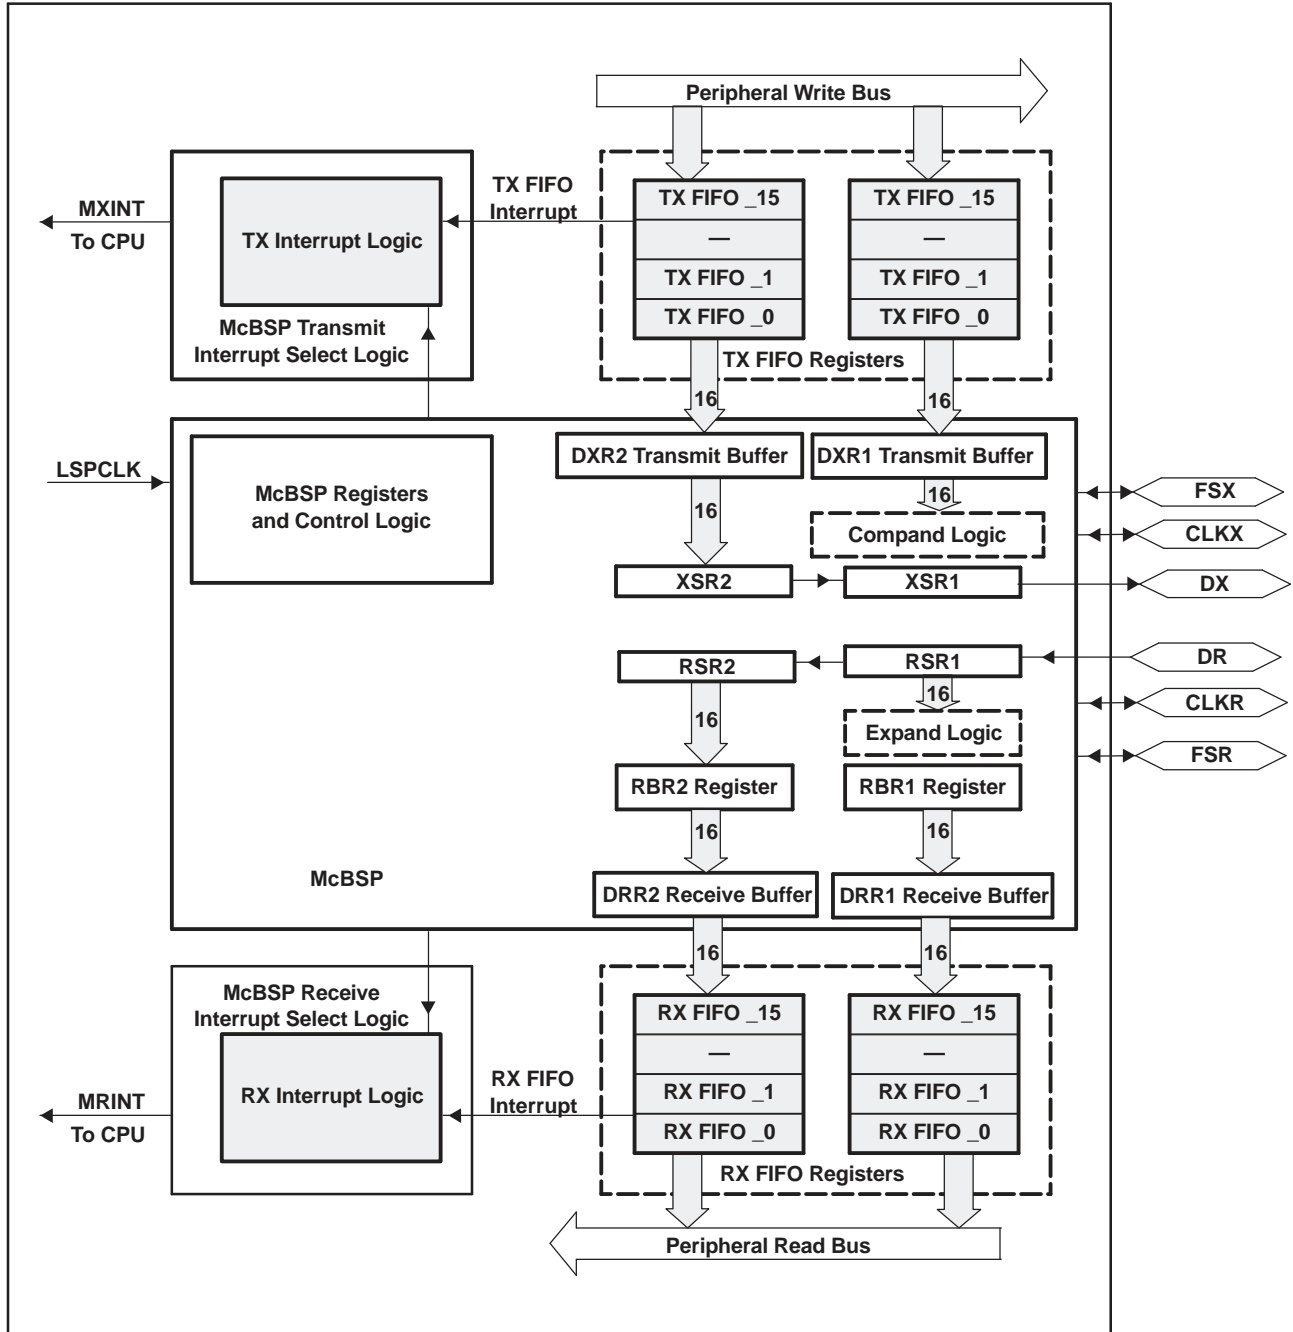 Peripheral Write Bus
MXINT
To CPU
TX Interrupt Logic
McBSP Transmit
Interrupt Select Logic
TX FIFO
Interrupt
TX FIFO _15
—
TX FIFO _1
TX FIFO _0
TX FIFO _15
—
TX FIFO _1
TX FIFO _0
TX FIFO Registers
16
16
LSPCLK
McBSP Registers
and Control Logic
DXR2 Transmit Buffer
DXR1 Transmit Buffer
16
16
Compand Logic
XSR2
XSR1
FSX
CLKX
DX
DR
CLKR
FSR
RSR2
RSR1
16
16
Expand Logic
RBR2 Register
RBR1 Register
16
16
McBSP
DRR2 Receive Buffer
DRR1 Receive Buffer
16
16
McBSP Receive
Interrupt Select Logic
RX Interrupt Logic
MRINT
To CPU
RX FIFO
Interrupt
RX FIFO _15
—
RX FIFO _1
RX FIFO _0
RX FIFO _15
—
RX FIFO _1
RX FIFO _0
RX FIFO Registers
Peripheral Read Bus